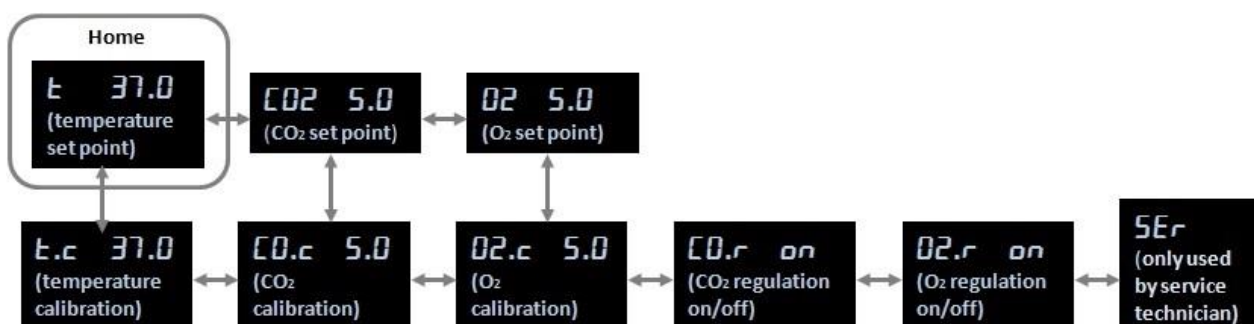 Home
t 37.0
(temperature
set point)
CO2 5.0
(CO₂ set point)
O2 5.0
(O₂ set point)
t.c 37.0
(temperature
calibration)
CO.c 5.0
(CO₂
calibration)
O2.c 5.0
(O₂
calibration)
CO.r on
(CO₂ regulation
on/off)
O2.r on
(O₂ regulation
on/off)
SEr
(only used
by service
technician)